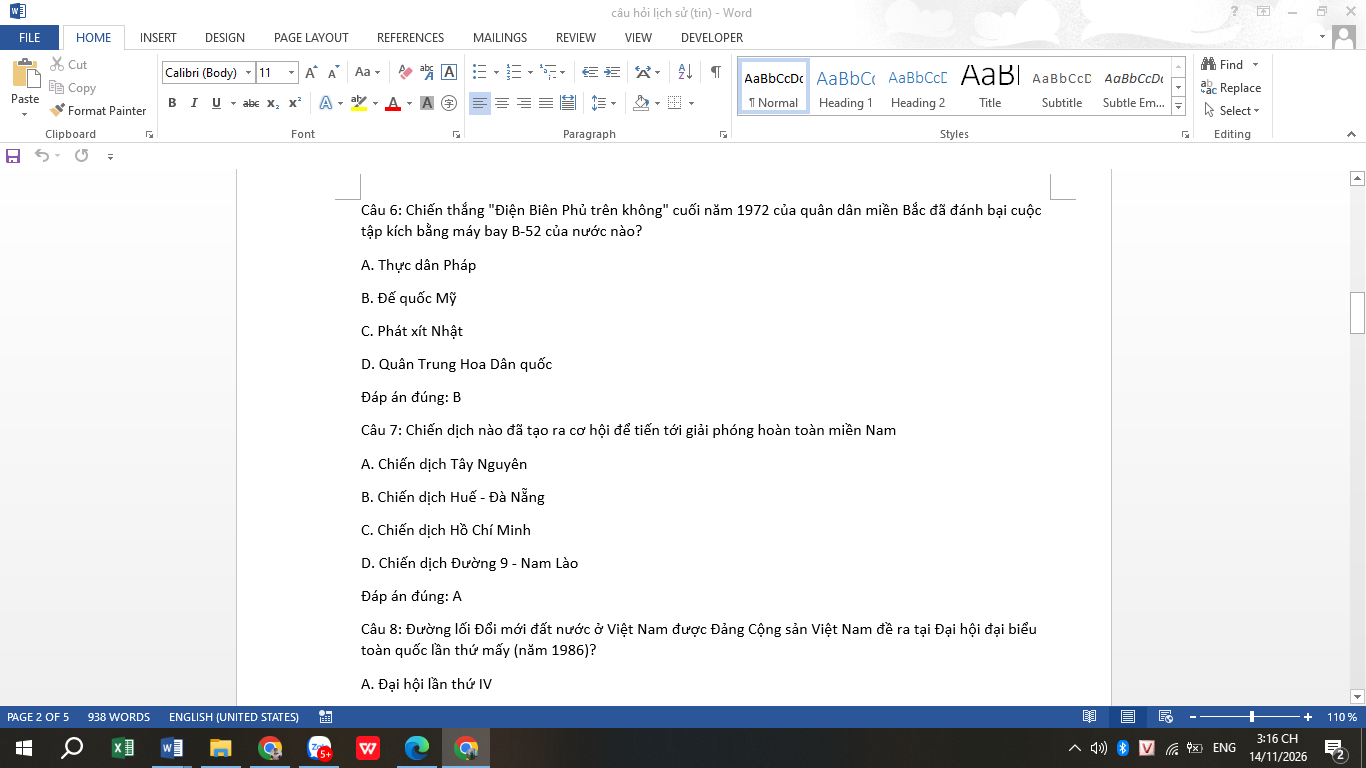 câu hỏi lịch sử (tin) - Word
FILE HOME INSERT DESIGN PAGE LAYOUT REFERENCES MAILINGS REVIEW VIEW DEVELOPER
Paste
Cut
Copy
Format Painter
Calibri (Body) 11
AaBbCcDc AaBbCc AaBbCcD AaB AaBbCcD AaBbCcDc
¶ Normal Heading 1 Heading 2 Title Subtitle Subtle Em...
Find
Replace
Select
Clipboard Font Paragraph Styles Editing
Câu 6: Chiến thắng "Điện Biên Phủ trên không" cuối năm 1972 của quân dân miền Bắc đã đánh bại cuộc
tập kích bằng máy bay B-52 của nước nào?
A. Thực dân Pháp
B. Đế quốc Mỹ
C. Phát xít Nhật
D. Quân Trung Hoa Dân quốc
Đáp án đúng: B
Câu 7: Chiến dịch nào đã tạo ra cơ hội để tiến tới giải phóng hoàn toàn miền Nam
A. Chiến dịch Tây Nguyên
B. Chiến dịch Huế - Đà Nẵng
C. Chiến dịch Hồ Chí Minh
D. Chiến dịch Đường 9 - Nam Lào
Đáp án đúng: A
Câu 8: Đường lối Đổi mới đất nước ở Việt Nam được Đảng Cộng sản Việt Nam đề ra tại Đại hội đại biểu
toàn quốc lần thứ mấy (năm 1986)?
A. Đại hội lần thứ IV
PAGE 2 OF 5 938 WORDS ENGLISH (UNITED STATES) 110 %
5+ ENG 3:16 CH
14/11/2026 2